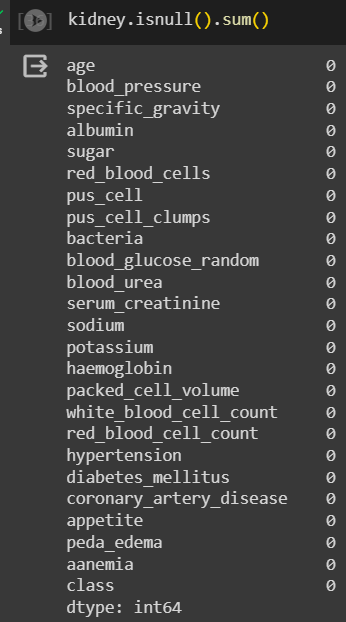 kidney.isnull().sum()
age 0
blood_pressure 0
specific_gravity 0
albumin 0
sugar 0
red_blood_cells 0
pus_cell 0
pus_cell_clumps 0
bacteria 0
blood_glucose_random 0
blood_urea 0
serum_creatinine 0
sodium 0
potassium 0
haemoglobin 0
packed_cell_volume 0
white_blood_cell_count 0
red_blood_cell_count 0
hypertension 0
diabetes_mellitus 0
coronary_artery_disease 0
appetite 0
peda_edema 0
aanemia 0
class 0
dtype: int64